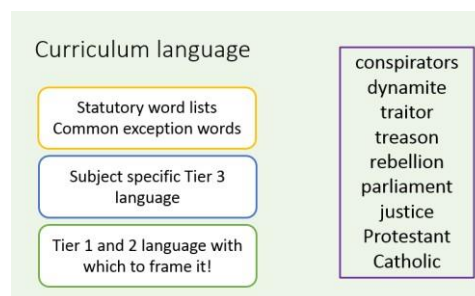 Curriculum language
Statutory word lists
Common exception words
Subject specific Tier 3
language
Tier 1 and 2 language with
which to frame it!
conspirators
dynamite
traitor
treason
rebellion
parliament
justice
Protestant
Catholic